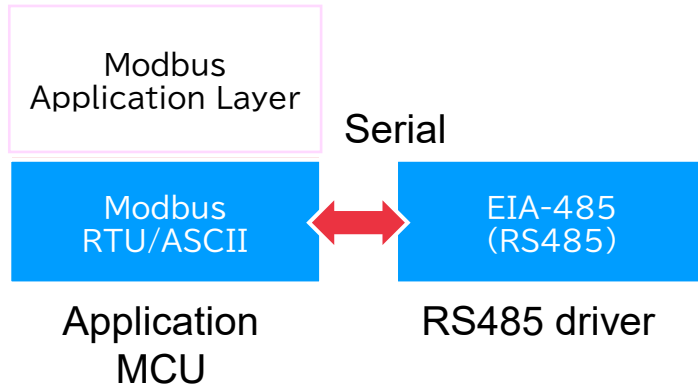 Modbus
Application Layer
Serial
Modbus
RTU/ASCII
EIA-485
(RS485)
Application
MCU
RS485 driver